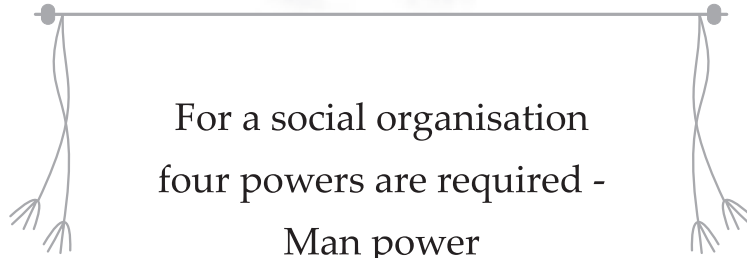 For a social organisation
four powers are required -
Man power